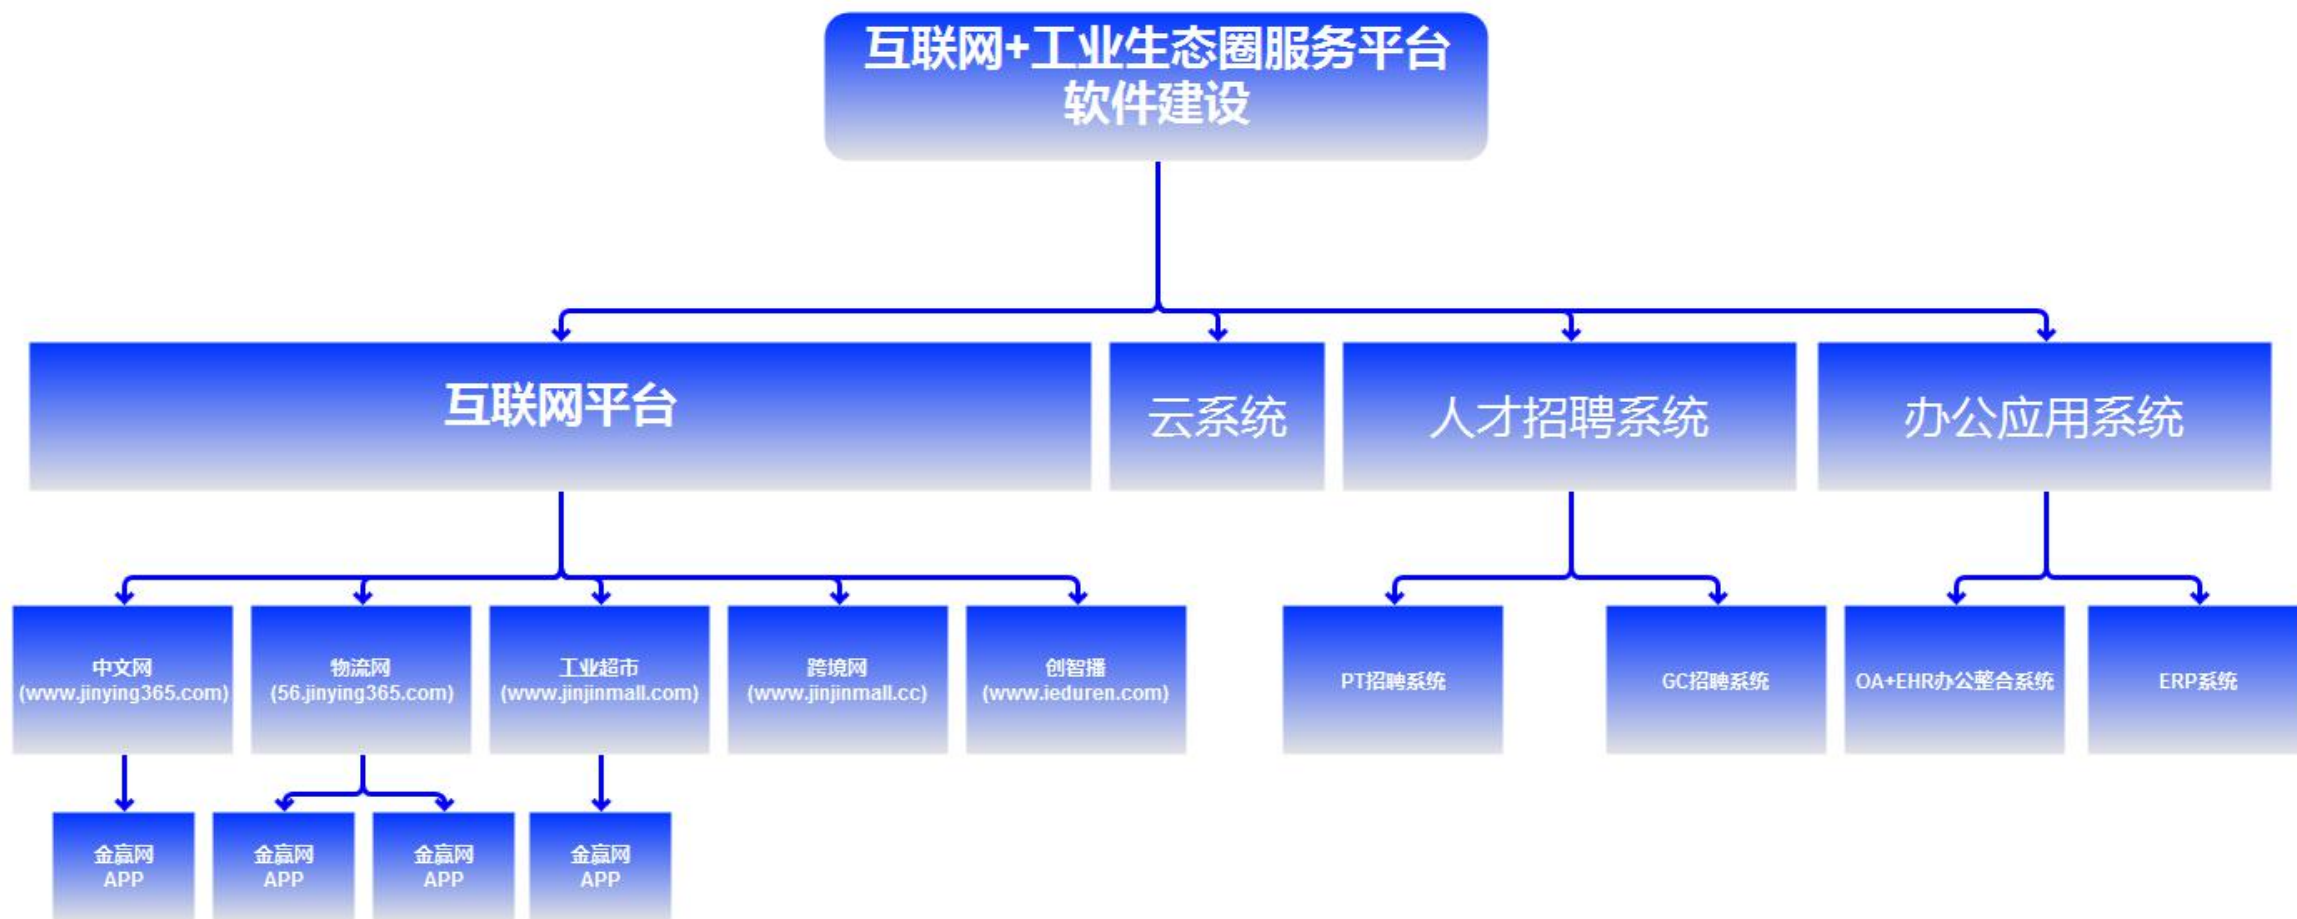 互联网+工业生态圈服务平台
软件建设
互联网平台
云系统
人才招聘系统
办公应用系统
中文网
(www.jinying365.com)
物流网
(56.jinying365.com)
工业超市
(www.jinjinmall.com)
跨境网
(www.jinjinmall.cc)
创智播
(www.ieduren.com)
PT招聘系统
GC招聘系统
OA+EHR办公整合系统
ERP系统
金赢网
APP
金赢网
APP
金赢网
APP
金赢网
APP